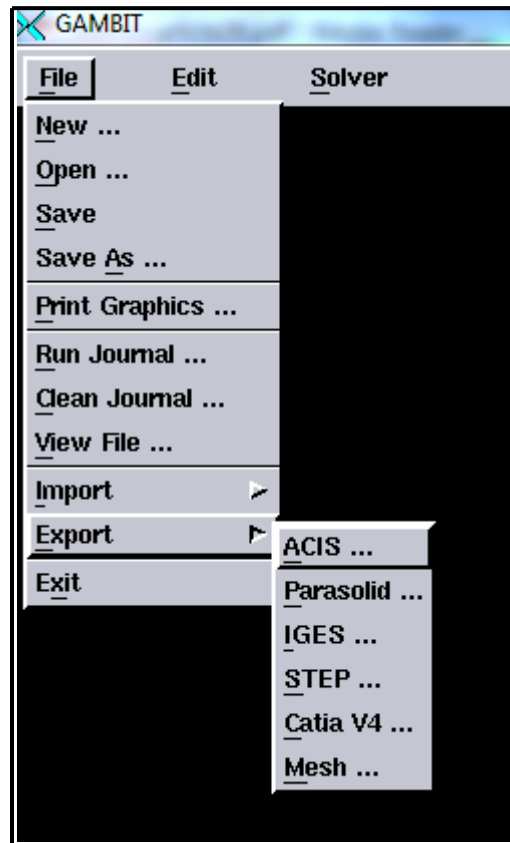 GAMBIT
File Edit Solver
New ...
Open ...
Save
Save As ...
Print Graphics ...
Run Journal ...
Clean Journal ...
View File ...
Import
Export
Exit
ACIS ...
Parasolid ...
IGES ...
STEP ...
Catia V4 ...
Mesh ...